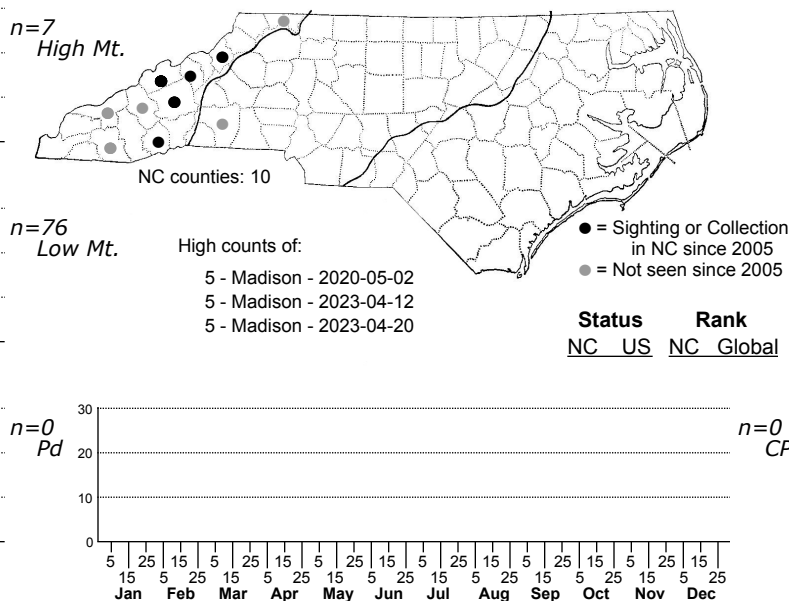 n=7
High Mt.
NC counties: 10
n=76
Low Mt.
High counts of:
5 - Madison - 2020-05-02
5 - Madison - 2023-04-12
5 - Madison - 2023-04-20
● = Sighting or Collection
in NC since 2005
● = Not seen since 2005
Status Rank
NC US NC Global
n=0
Pd
n=0
CP
30
20
10
0
5 25 5 25 5 25 5 25 5 25 5 25
15 15 15 15 15 15 15 15 15 15 15 15
5 25 5 25 5 25 5 25 5 25 5 25
Jan Feb Mar Apr May Jun Jul Aug Sep Oct Nov Dec